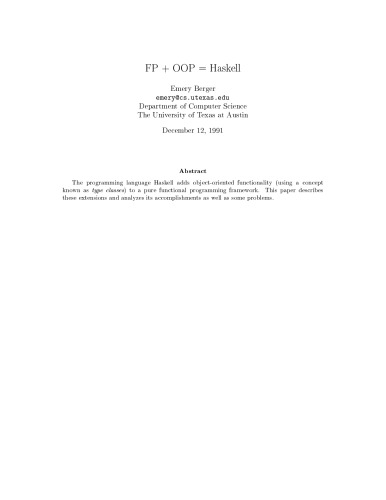 FP + OOP = Haskell
Emery Berger
emery@cs.utexas.edu
Department of Computer Science
The University of Texas at Austin
December 12, 1991
Abstract
The programming language Haskell adds object-oriented functionality (using a concept
known as type classes) to a pure functional programming framework. This paper describes
these extensions and analyzes its accomplishments as well as some problems.